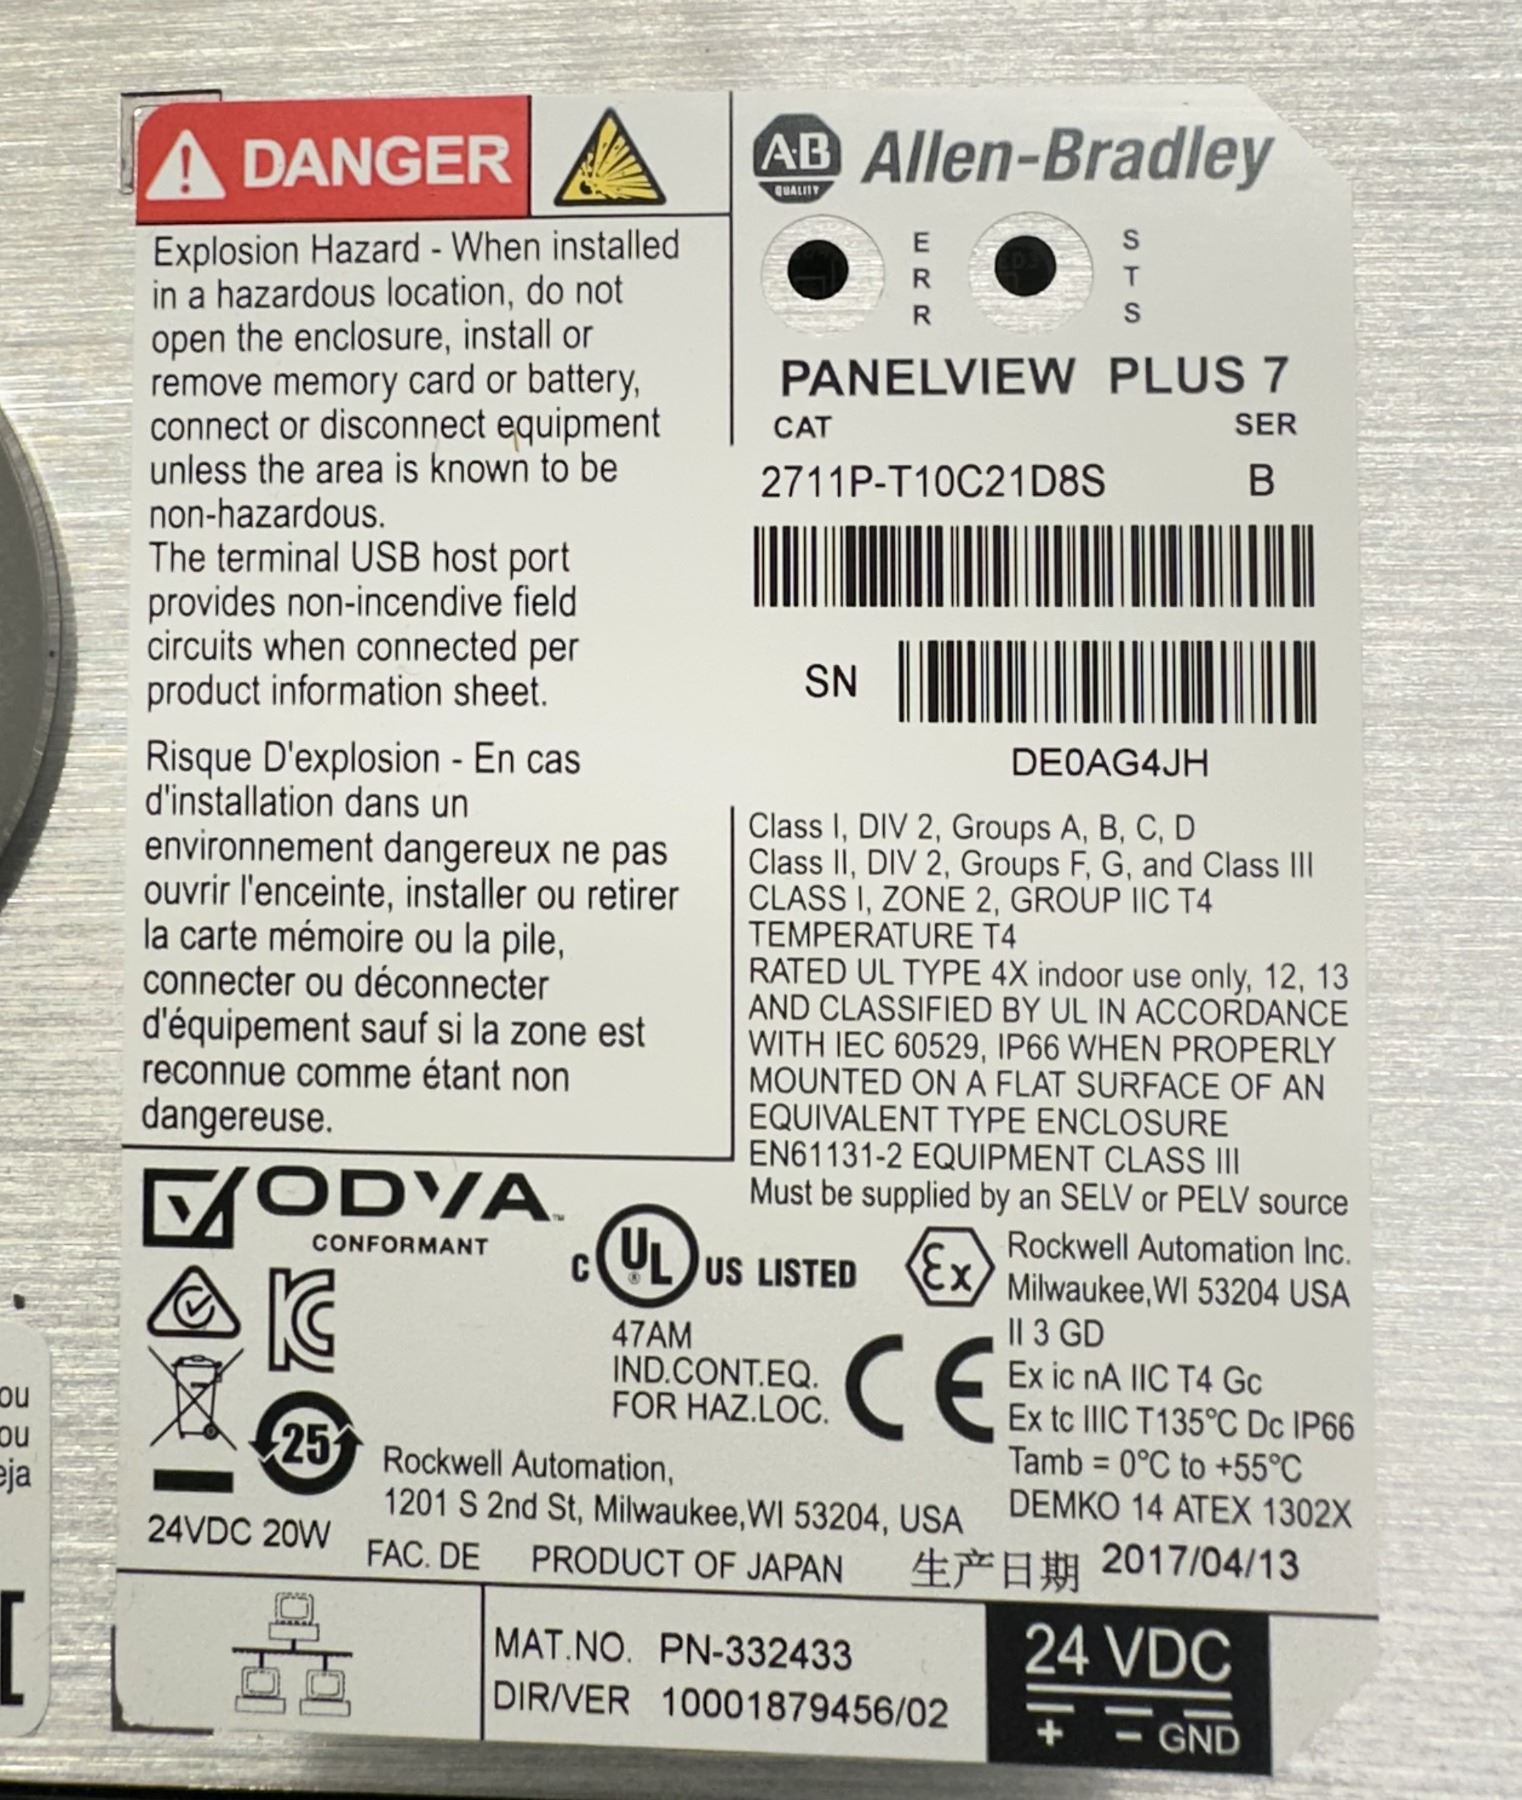 DANGER
Explosion Hazard - When installed
in a hazardous location, do not
open the enclosure, install or
remove memory card or battery,
connect or disconnect equipment
unless the area is known to be
non-hazardous.
The terminal USB host port
provides non-incendive field
circuits when connected per
product information sheet.
Risque D'explosion - En cas
d'installation dans un
environnement dangereux ne pas
ouvrir l'enceinte, installer ou retirer
la carte mémoire ou la pile,
connecter ou déconnecter
d'équipement sauf si la zone est
reconnue comme étant non
dangereuse.
A·B QUALITY Allen-Bradley
ERR STS
PANELVIEW PLUS 7
CAT SER
2711P-T10C21D8S B
SN
DE0AG4JH
Class I, DIV 2, Groups A, B, C, D
Class II, DIV 2, Groups F, G, and Class III
CLASS I, ZONE 2, GROUP IIC T4
TEMPERATURE T4
RATED UL TYPE 4X indoor use only, 12, 13
AND CLASSIFIED BY UL IN ACCORDANCE
WITH IEC 60529, IP66 WHEN PROPERLY
MOUNTED ON A FLAT SURFACE OF AN
EQUIVALENT TYPE ENCLOSURE
EN61131-2 EQUIPMENT CLASS III
Must be supplied by an SELV or PELV source
ODVA™
CONFORMANT
C UL® US LISTED
47AM
IND.CONT.EQ.
FOR HAZ.LOC.
CE
Ex
Rockwell Automation Inc.
Milwaukee,WI 53204 USA
II 3 GD
Ex ic nA IIC T4 Gc
Ex tc IIIC T135°C Dc IP66
Tamb = 0°C to +55°C
DEMKO 14 ATEX 1302X
25
24VDC 20W
Rockwell Automation,
1201 S 2nd St, Milwaukee,WI 53204, USA
FAC. DE PRODUCT OF JAPAN 生产日期 2017/04/13
MAT.NO. PN-332433
DIR/VER 10001879456/02
24 VDC
+ - GND
ou
ou
eja